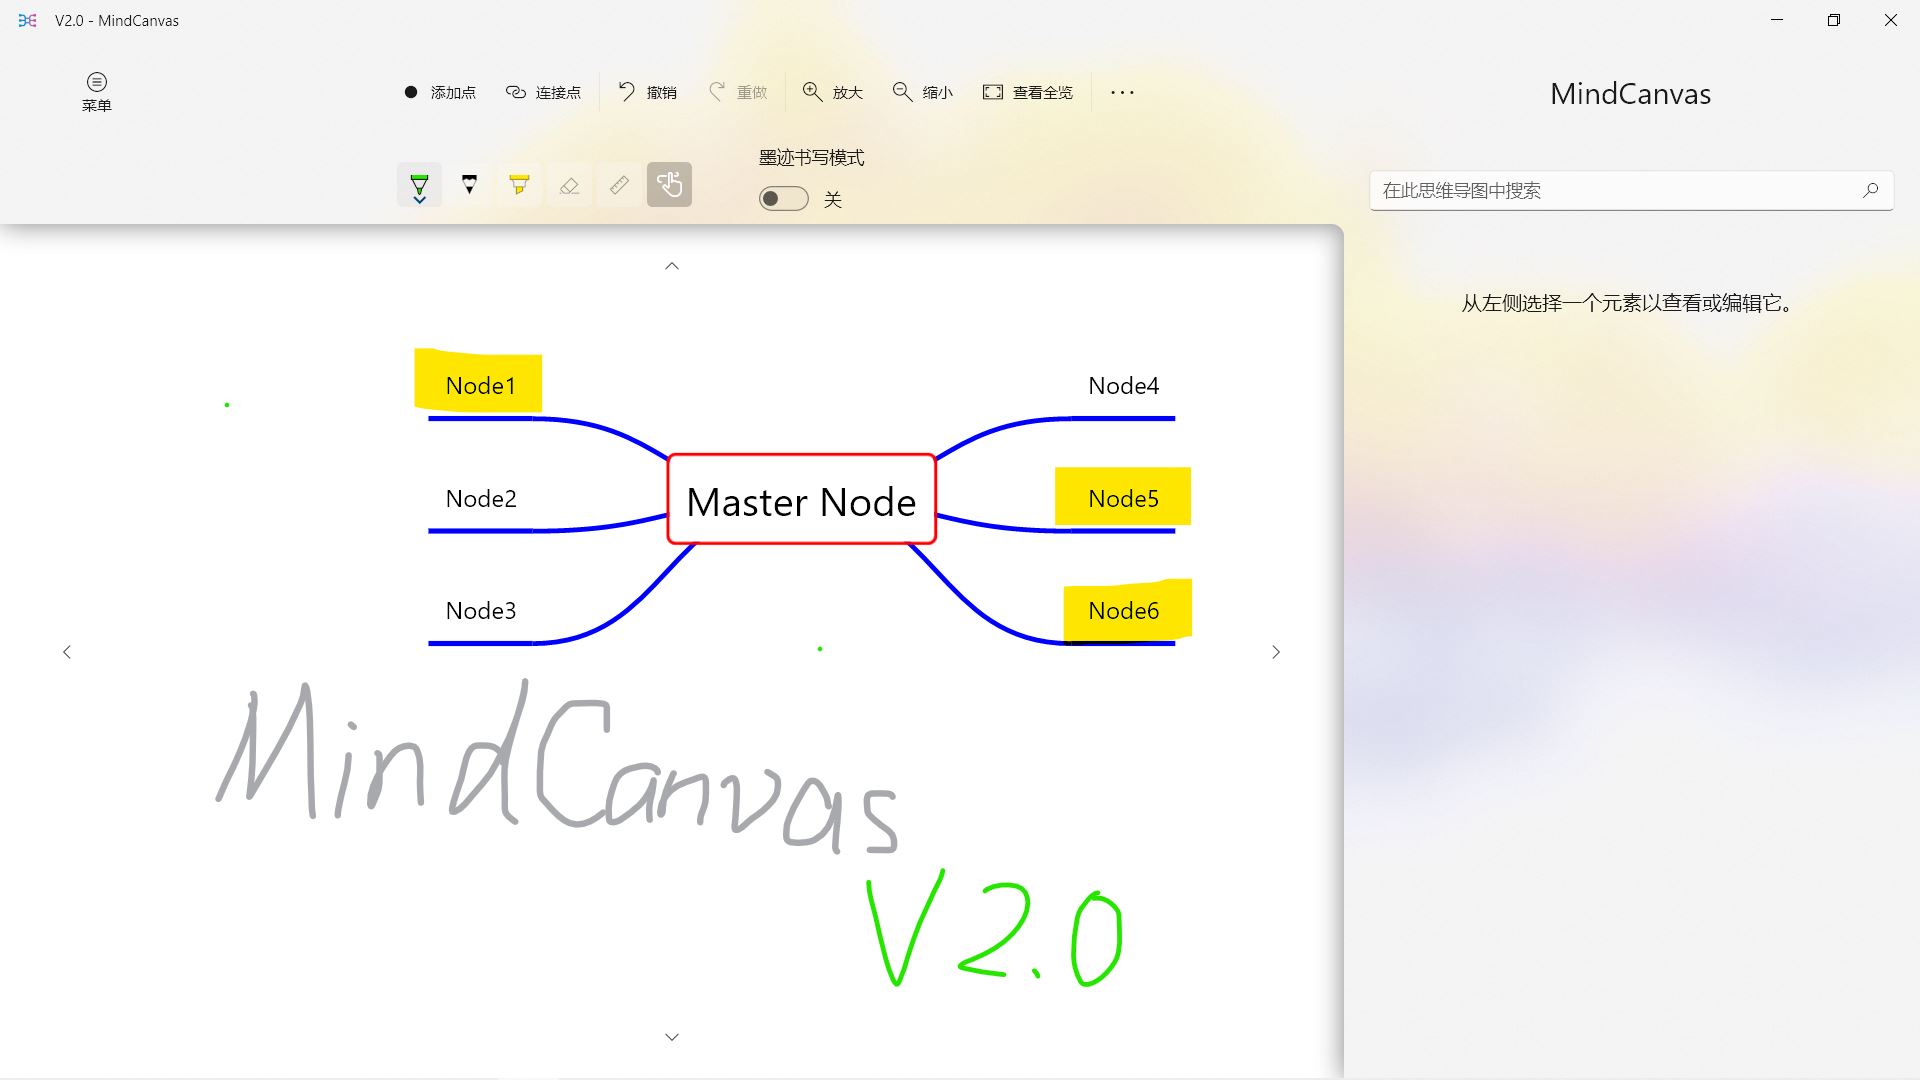 V2.0 - MindCanvas
菜单
添加点 连接点 撤销 重做 放大 缩小 查看全览
MindCanvas
墨迹书写模式
关
在此思维导图中搜索
从左侧选择一个元素以查看或编辑它。
Node1 Node4
Node2 Master Node Node5
Node3 Node6
MindCanvas
V2.0